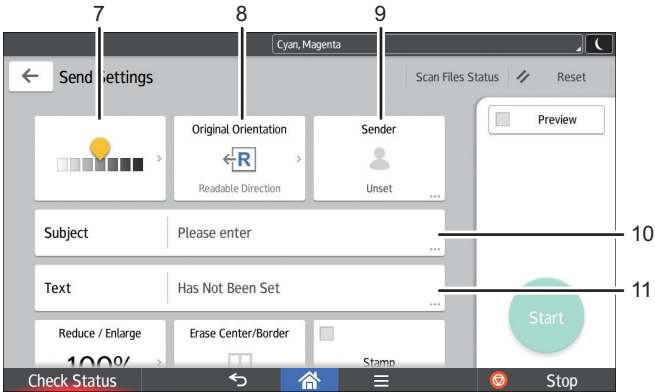 7 8 9
Cyan, Magenta
Send Settings Scan Files Status Reset
Original Orientation Sender Preview
R
Readable Direction Unset
Subject Please enter 10
Text Has Not Been Set 11
Start
Reduce / Enlarge Erase Center/Border
100% Stamp
Check Status Stop